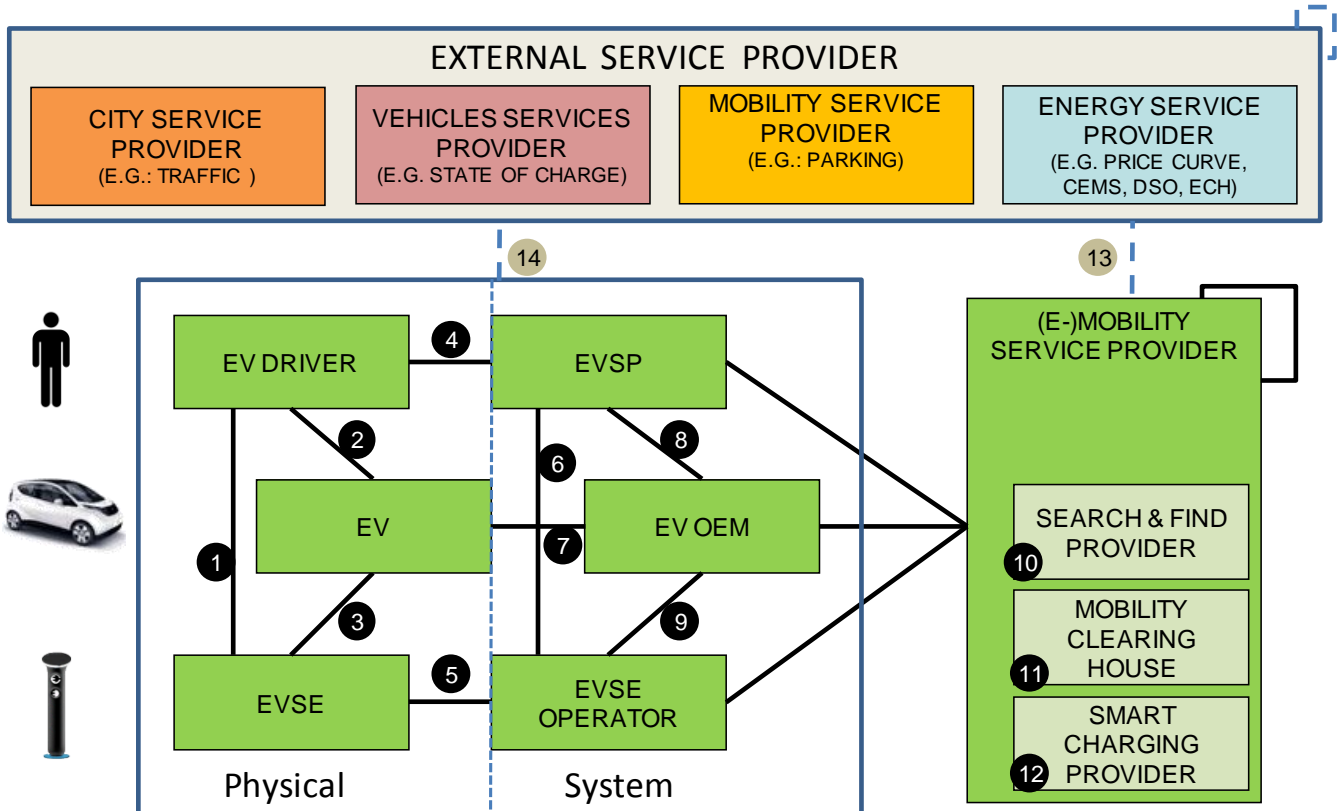 EXTERNAL SERVICE PROVIDER
CITY SERVICE
PROVIDER
(E.G.: TRAFFIC )
VEHICLES SERVICES
PROVIDER
(E.G. STATE OF CHARGE)
MOBILITY SERVICE
PROVIDER
(E.G.: PARKING)
ENERGY SERVICE
PROVIDER
(E.G. PRICE CURVE,
CEMS, DSO, ECH)
14
13
EV DRIVER
4
EVSP
(E-)MOBILITY
SERVICE PROVIDER
2
8
6
EV
7
EV OEM
1
3
9
EVSE
5
EVSE
OPERATOR
SEARCH & FIND
PROVIDER
10
MOBILITY
CLEARING
HOUSE
11
SMART
CHARGING
PROVIDER
12
Physical
System